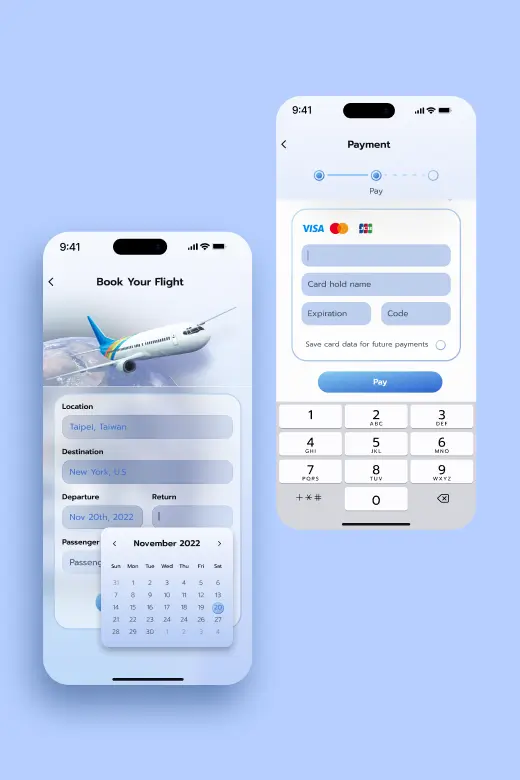 9:41
Book Your Flight
Location
Taipei, Taiwan
Destination
New York, U.S
Departure Return
Nov 20th, 2022
Passenger
November 2022
Sun Mon Tue Wed Thu Fri Sat
31 1 2 3 4 5 6
7 8 9 10 11 12 13
14 15 16 17 18 19 20
21 22 23 24 25 26 27
28 29 30 1 2 3 4
9:41
Payment
Pay
VISA JCB
Card hold name
Expiration Code
Save card data for future payments
Pay
1 2 3
ABC DEF
4 5 6
GHI JKL MNO
7 8 9
PQRS TUV WXYZ
+*#
0